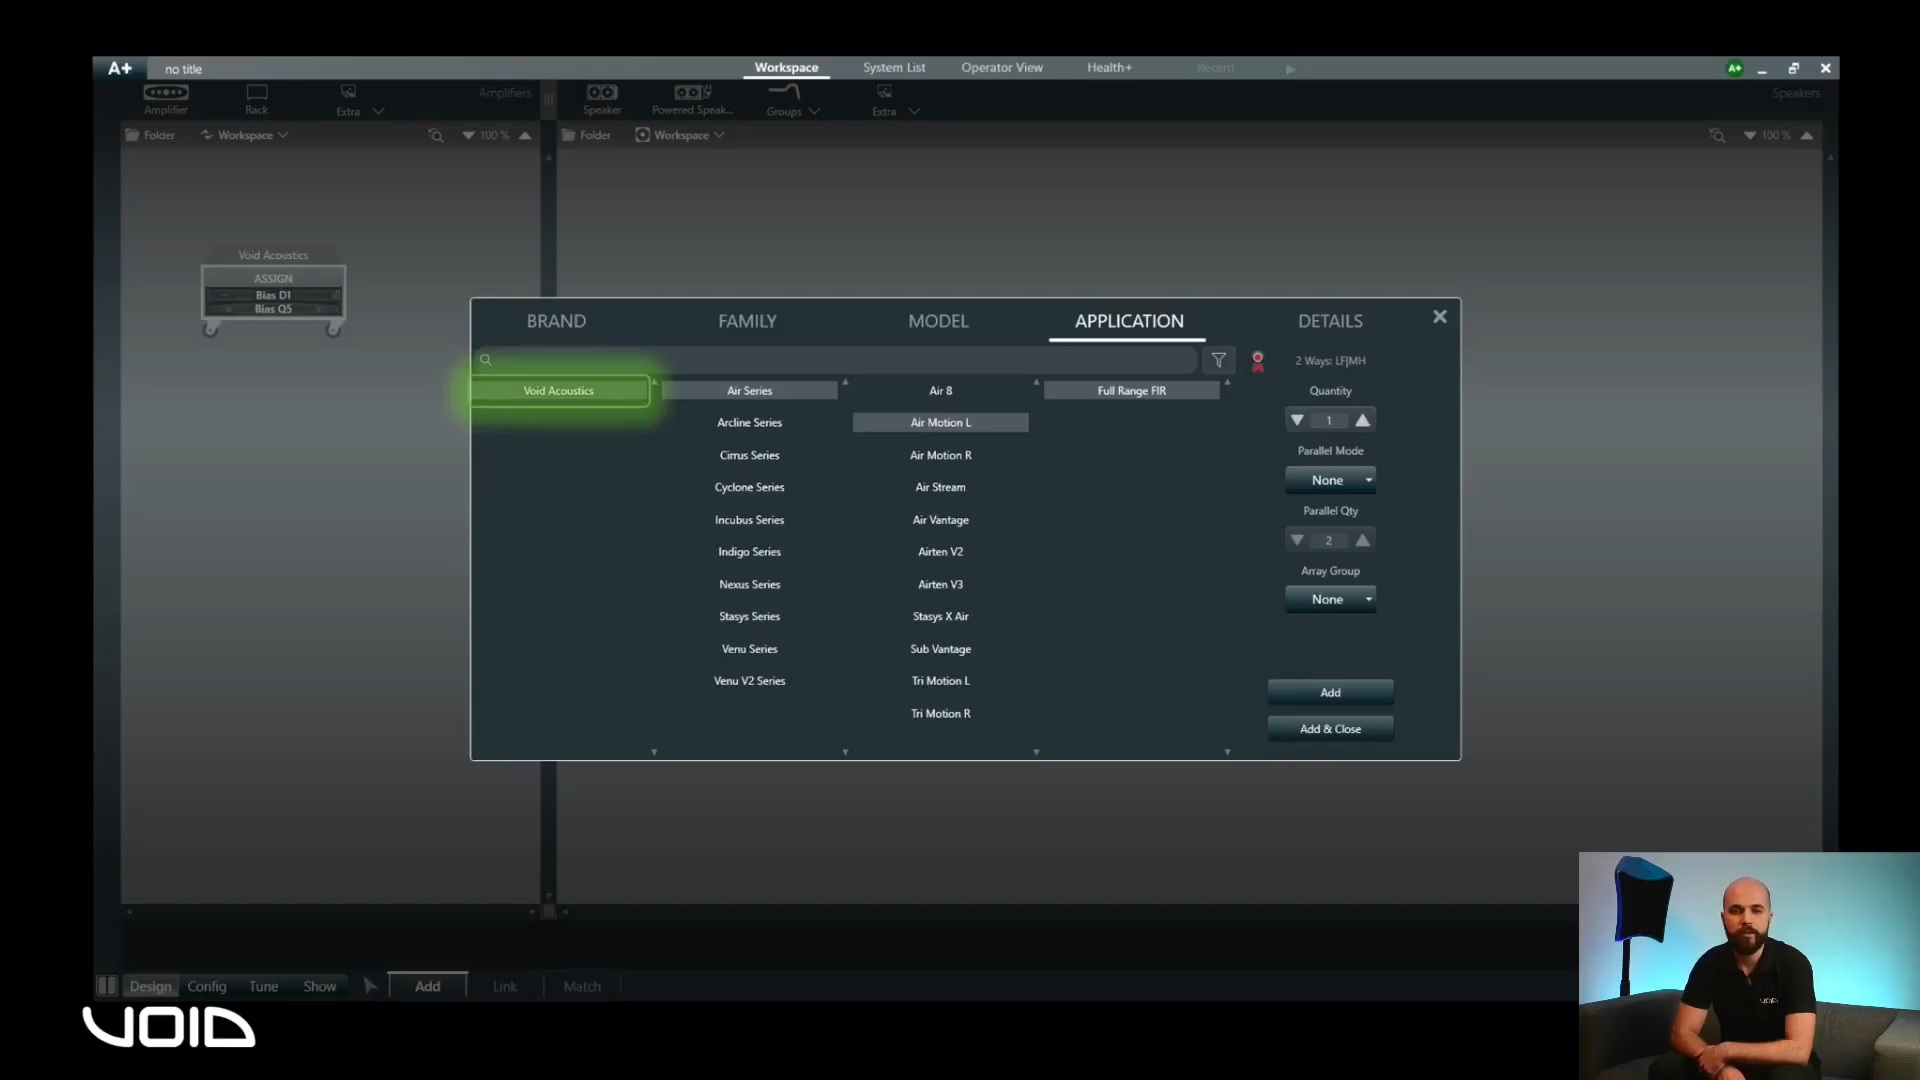 A+ no title Workspace System List Operator View Health+ Recent A+
Amplifier Rack Extra Amplifiers Speaker Powered Speak... Groups Extra Speakers
Folder Workspace 100 % Folder Workspace 100 %
Void Acoustics
ASSIGN
Bias D1
Bias Q5
BRAND FAMILY MODEL APPLICATION DETAILS
2 Ways: LF|MH
Void Acoustics Air Series Air 8 Full Range FIR Quantity
Arcline Series Air Motion L 1
Cirrus Series Air Motion R Parallel Mode
Cyclone Series Air Stream None
Incubus Series Air Vantage Parallel Qty
Indigo Series Airten V2 2
Nexus Series Airten V3 Array Group
Stasys Series Stasys X Air None
Venu Series Sub Vantage
Venu V2 Series Tri Motion L Add
Tri Motion R Add & Close
Design Config Tune Show Add Link Match
VOID
VOID